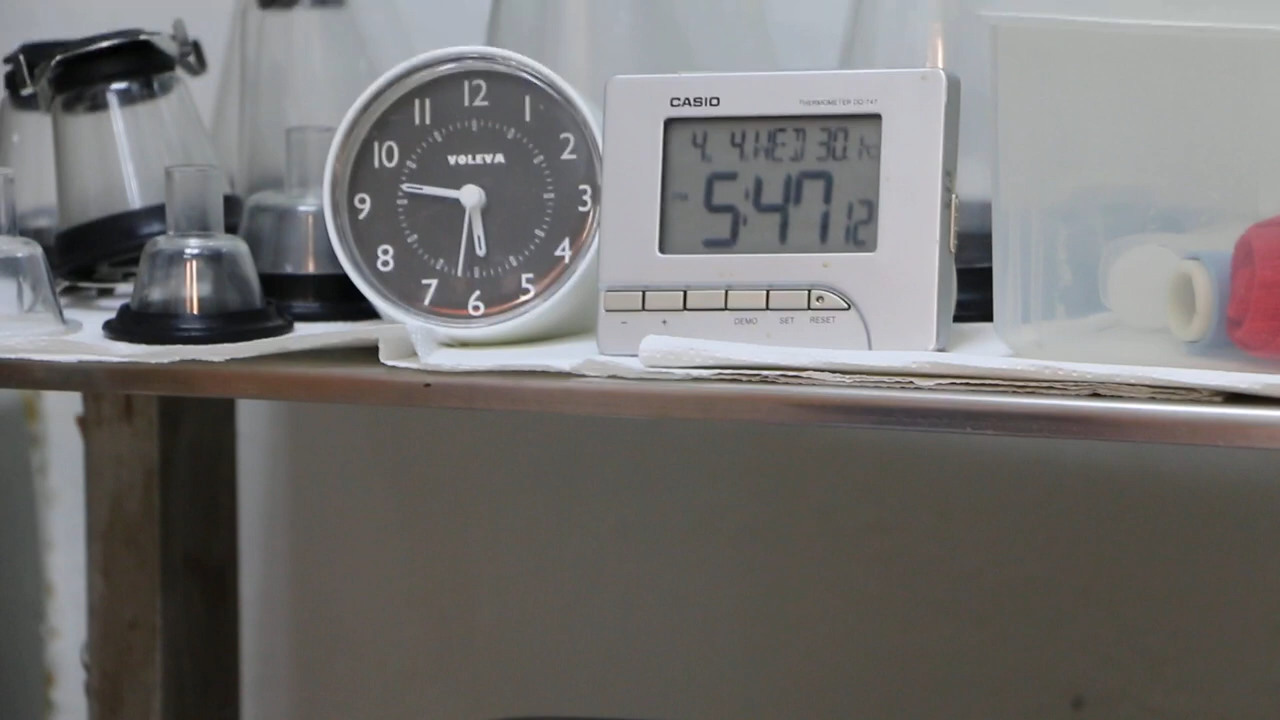 12
11 1
10 2
VOLEVA
9 3
8 4
7 5
6
CASIO
THERMOMETER DQ-747
4. 4.WED 30.1c
5:47 12
- +
DEMO SET RESET